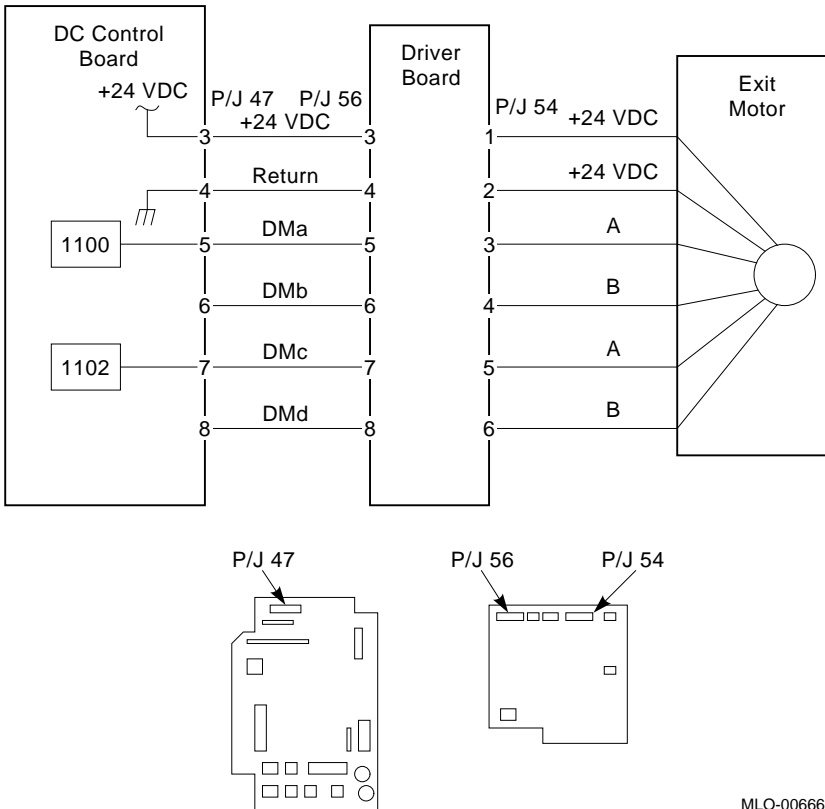 DC Control
Board
Driver
Board
Exit
Motor
+24 VDC
P/J 47 P/J 56
P/J 54
+24 VDC
3 +24 VDC 3
1 +24 VDC
4 Return 4
2 +24 VDC
1100
5 DMa 5
3 A
6 DMb 6
4 B
1102
7 DMc 7
5 A
8 DMd 8
6 B
P/J 47
P/J 56
P/J 54